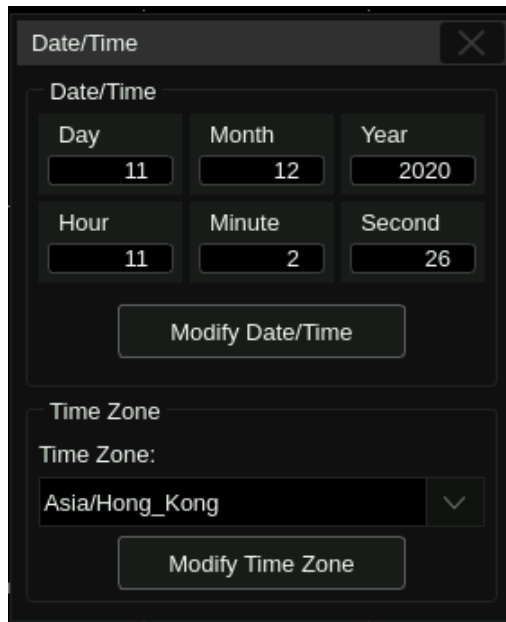 Date/Time
Date/Time
Day Month Year
11 12 2020
Hour Minute Second
11 2 26
Modify Date/Time
Time Zone
Time Zone:
Asia/Hong_Kong
Modify Time Zone